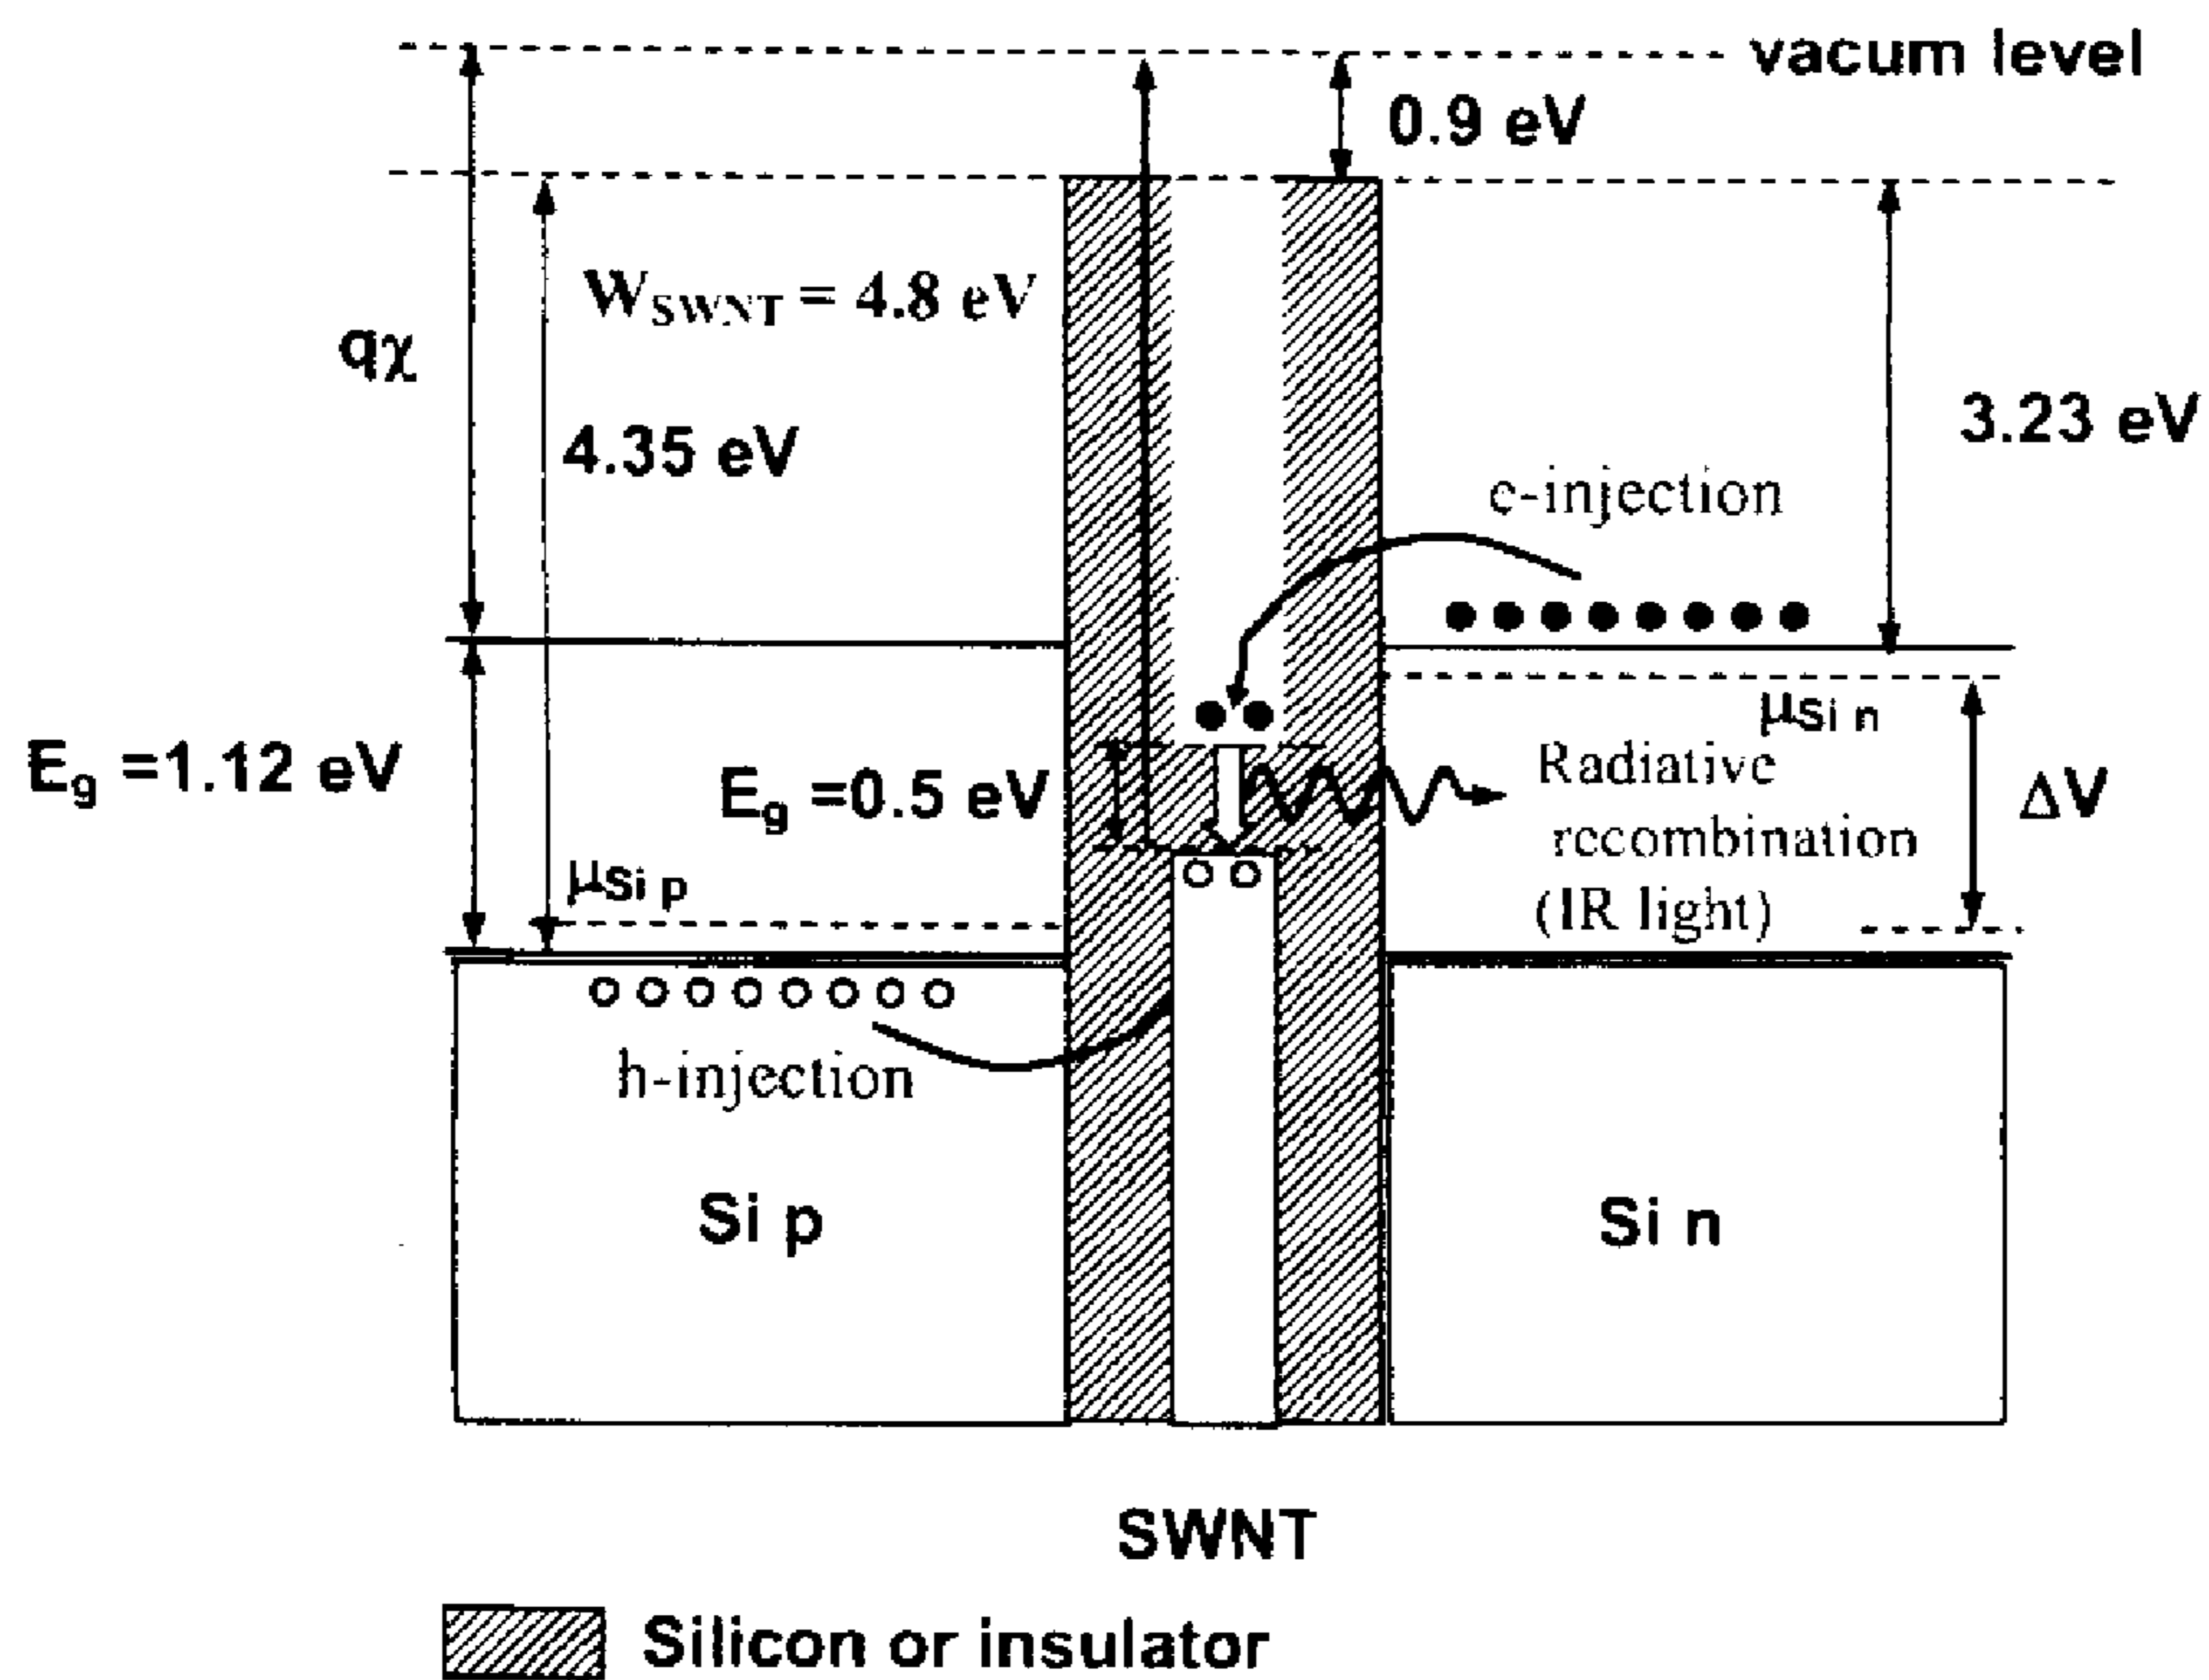 vacum level
0.9 eV
W_SWNT = 4.8 eV
qχ
4.35 eV
3.23 eV
e-injection
μSi n
E_g =1.12 eV
E_g =0.5 eV
Radiative
recombination
(IR light)
ΔV
μSi p
h-injection
Si p
Si n
SWNT
Silicon or insulator